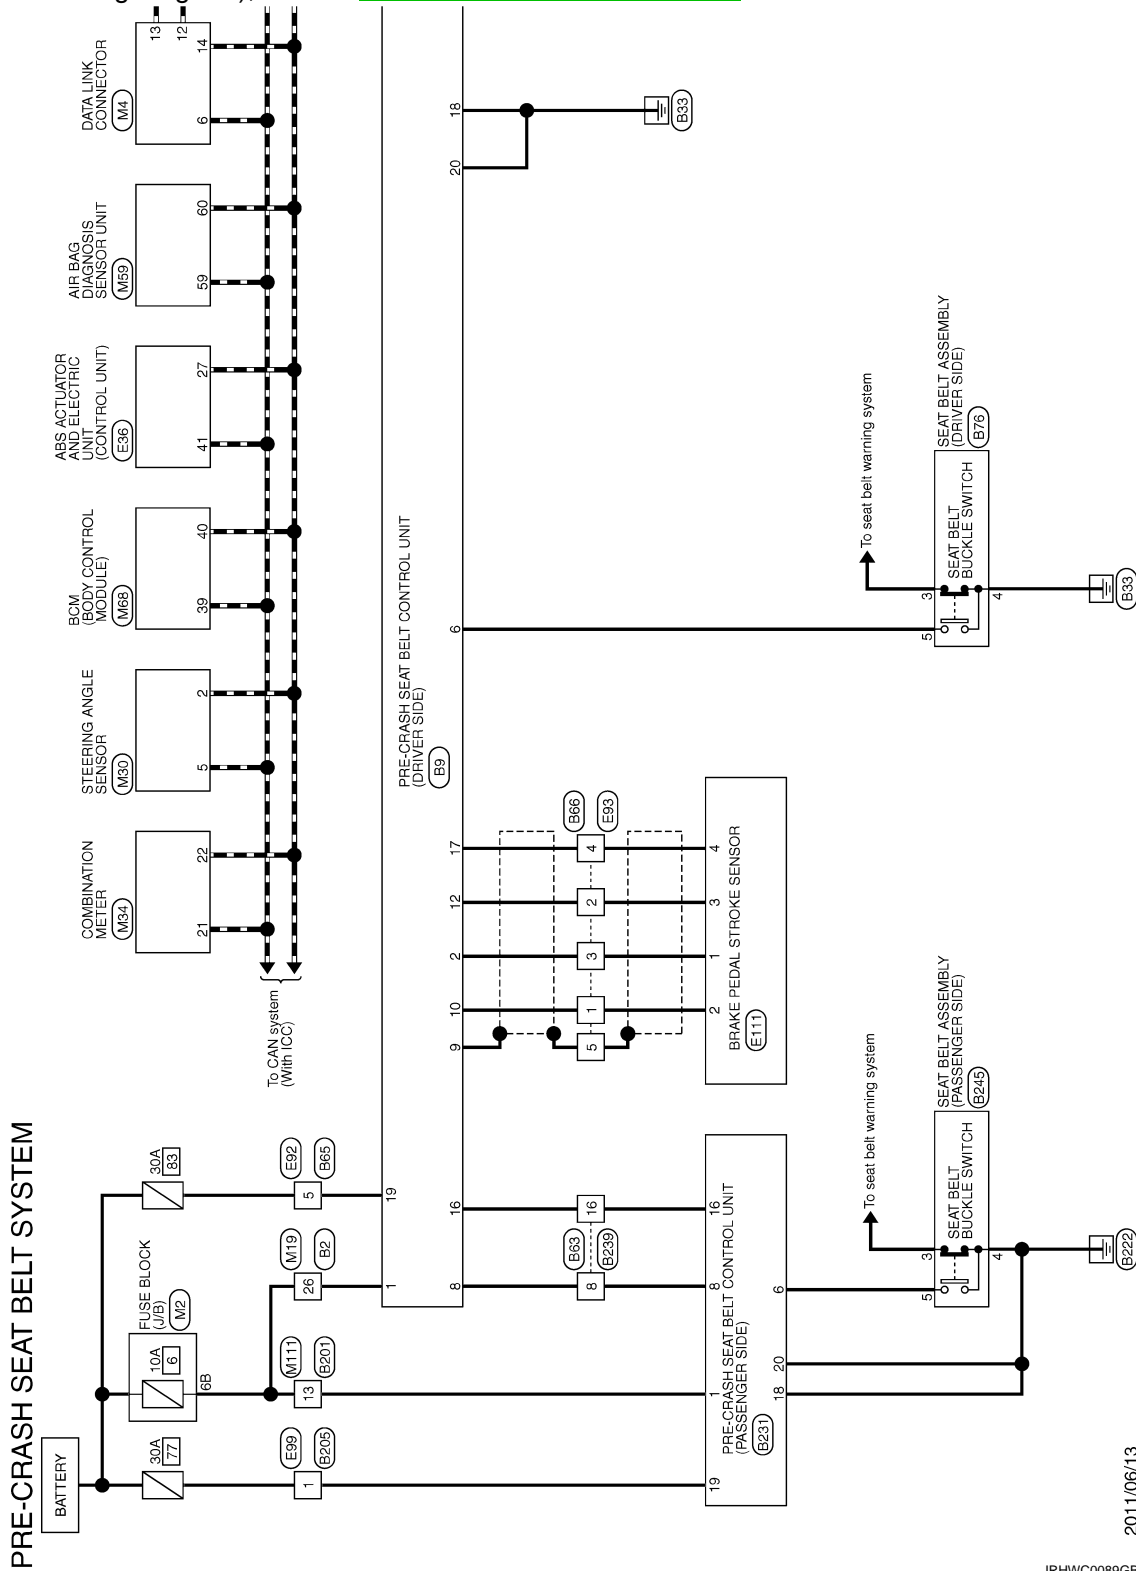 PRE-CRASH SEAT BELT SYSTEM
BATTERY
30A
77
10A
6
FUSE BLOCK
(J/B)
M2
6B
30A
83
1
E99
B205
13
M111
B201
26
M19
B2
5
E92
B65
COMBINATION
METER
M34
21
22
STEERING ANGLE
SENSOR
M30
5
2
BCM
(BODY CONTROL
MODULE)
M68
39
40
ABS ACTUATOR
AND ELECTRIC
UNIT
(CONTROL UNIT)
E36
41
27
AIR BAG
DIAGNOSIS
SENSOR UNIT
M59
59
60
DATA LINK
CONNECTOR
M4
6
14
13
12
To CAN system
(With ICC)
PRE-CRASH SEAT BELT CONTROL UNIT
(DRIVER SIDE)
B9
1
19
8
16
9
10
2
12
17
6
20
18
B33
8
16
B63
B239
5
1
3
2
4
B66
E93
PRE-CRASH SEAT BELT CONTROL UNIT
(PASSENGER SIDE)
B231
19
1
8
16
18
20
6
BRAKE PEDAL STROKE SENSOR
E111
2
1
3
4
To seat belt warning system
SEAT BELT ASSEMBLY
(PASSENGER SIDE)
B245
SEAT BELT
BUCKLE SWITCH
5
3
4
B222
To seat belt warning system
SEAT BELT ASSEMBLY
(DRIVER SIDE)
B76
SEAT BELT
BUCKLE SWITCH
5
3
4
B33
2011/06/13